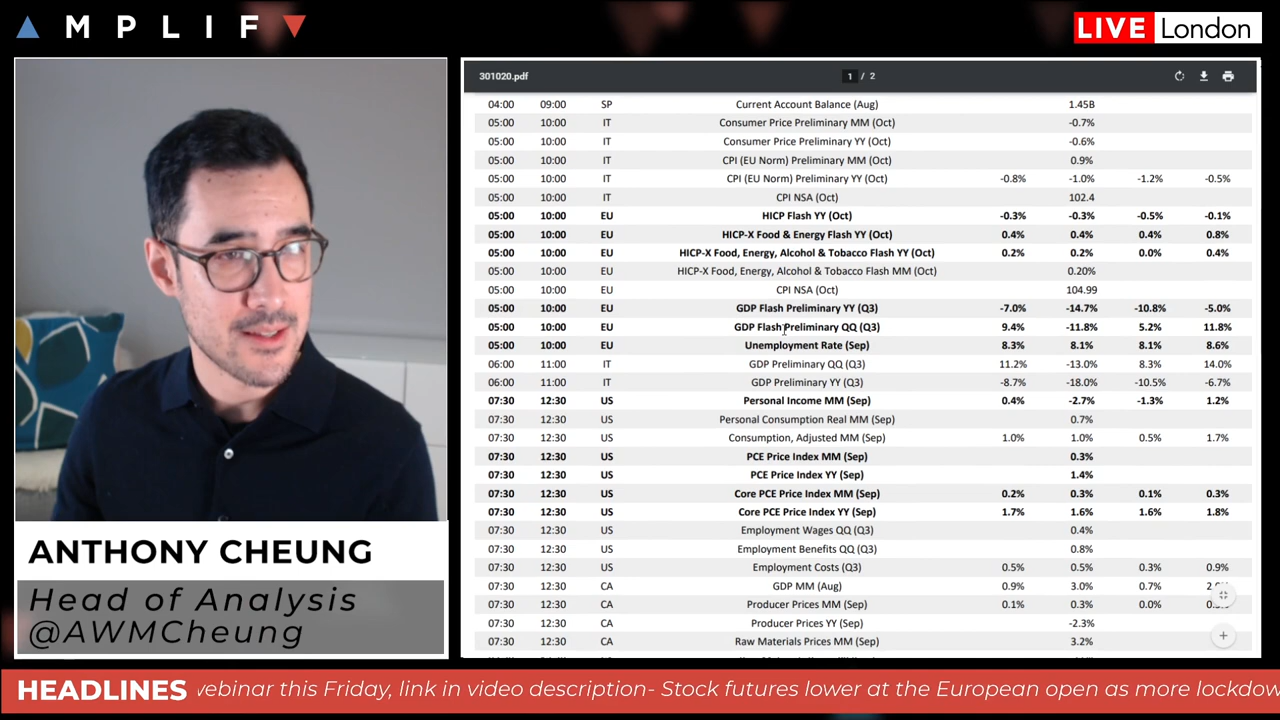 AMPLIFY
LIVE London
301020.pdf 1 / 2
04:00 09:00 SP Current Account Balance (Aug) 1.45B
05:00 10:00 IT Consumer Price Preliminary MM (Oct) -0.7%
05:00 10:00 IT Consumer Price Preliminary YY (Oct) -0.6%
05:00 10:00 IT CPI (EU Norm) Preliminary MM (Oct) 0.9%
05:00 10:00 IT CPI (EU Norm) Preliminary YY (Oct) -0.8% -1.0% -1.2% -0.5%
05:00 10:00 IT CPI NSA (Oct) 102.4
05:00 10:00 EU HICP Flash YY (Oct) -0.3% -0.3% -0.5% -0.1%
05:00 10:00 EU HICP-X Food & Energy Flash YY (Oct) 0.4% 0.4% 0.4% 0.8%
05:00 10:00 EU HICP-X Food, Energy, Alcohol & Tobacco Flash YY (Oct) 0.2% 0.2% 0.0% 0.4%
05:00 10:00 EU HICP-X Food, Energy, Alcohol & Tobacco Flash MM (Oct) 0.20%
05:00 10:00 EU CPI NSA (Oct) 104.99
05:00 10:00 EU GDP Flash Preliminary YY (Q3) -7.0% -14.7% -10.8% -5.0%
05:00 10:00 EU GDP Flash Preliminary QQ (Q3) 9.4% -11.8% 5.2% 11.8%
05:00 10:00 EU Unemployment Rate (Sep) 8.3% 8.1% 8.1% 8.6%
06:00 11:00 IT GDP Preliminary QQ (Q3) 11.2% -13.0% 8.3% 14.0%
06:00 11:00 IT GDP Preliminary YY (Q3) -8.7% -18.0% -10.5% -6.7%
07:30 12:30 US Personal Income MM (Sep) 0.4% -2.7% -1.3% 1.2%
07:30 12:30 US Personal Consumption Real MM (Sep) 0.7%
07:30 12:30 US Consumption, Adjusted MM (Sep) 1.0% 1.0% 0.5% 1.7%
07:30 12:30 US PCE Price Index MM (Sep) 0.3%
07:30 12:30 US PCE Price Index YY (Sep) 1.4%
07:30 12:30 US Core PCE Price Index MM (Sep) 0.2% 0.3% 0.1% 0.3%
07:30 12:30 US Core PCE Price Index YY (Sep) 1.7% 1.6% 1.6% 1.8%
07:30 12:30 US Employment Wages QQ (Q3) 0.4%
07:30 12:30 US Employment Benefits QQ (Q3) 0.8%
07:30 12:30 US Employment Costs (Q3) 0.5% 0.5% 0.3% 0.9%
07:30 12:30 CA GDP MM (Aug) 0.9% 3.0% 0.7%
07:30 12:30 CA Producer Prices MM (Sep) 0.1% 0.3% 0.0%
07:30 12:30 CA Producer Prices YY (Sep) -2.3%
07:30 12:30 CA Raw Materials Prices MM (Sep) 3.2%
ANTHONY CHEUNG
Head of Analysis
@AWMCheung
HEADLINES vebinar this Friday, link in video description- Stock futures lower at the European open as more lockdow